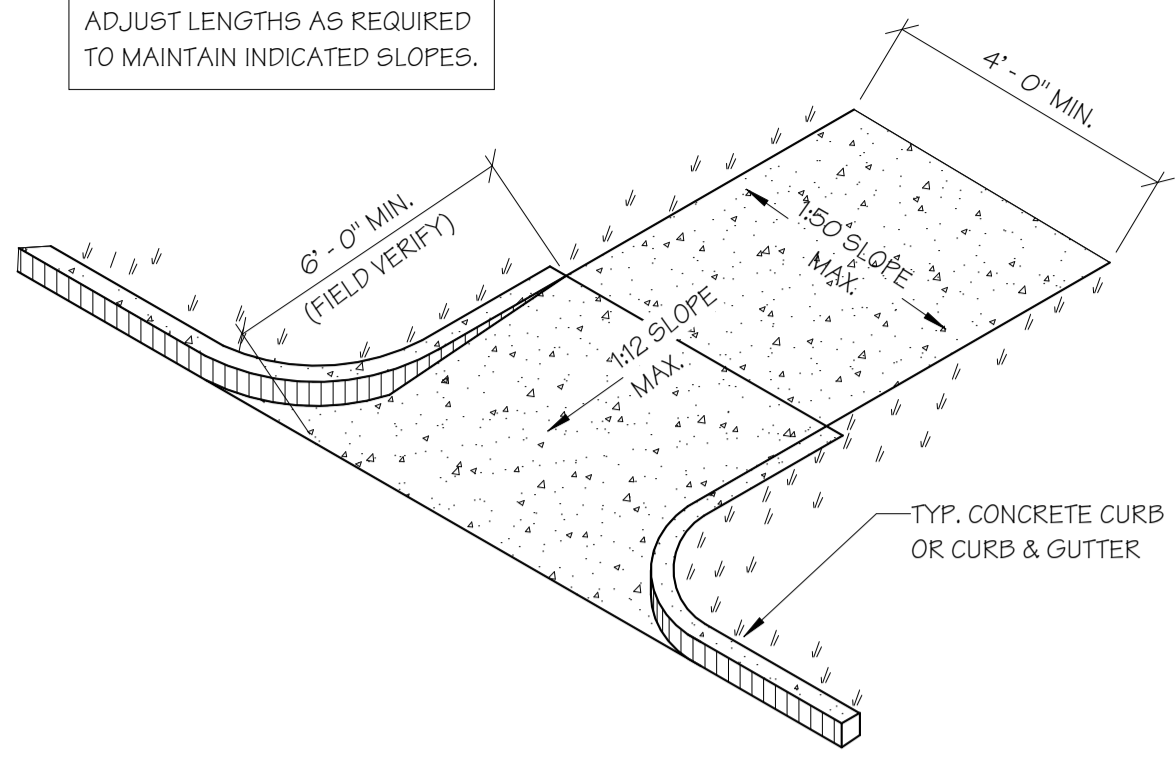 ADJUST LENGTHS AS REQUIRED
TO MAINTAIN INDICATED SLOPES.
4' - 0" MIN.
6' - 0" MIN.
(FIELD VERIFY)
1:50 SLOPE
MAX.
1:12 SLOPE
MAX.
TYP. CONCRETE CURB
OR CURB & GUTTER